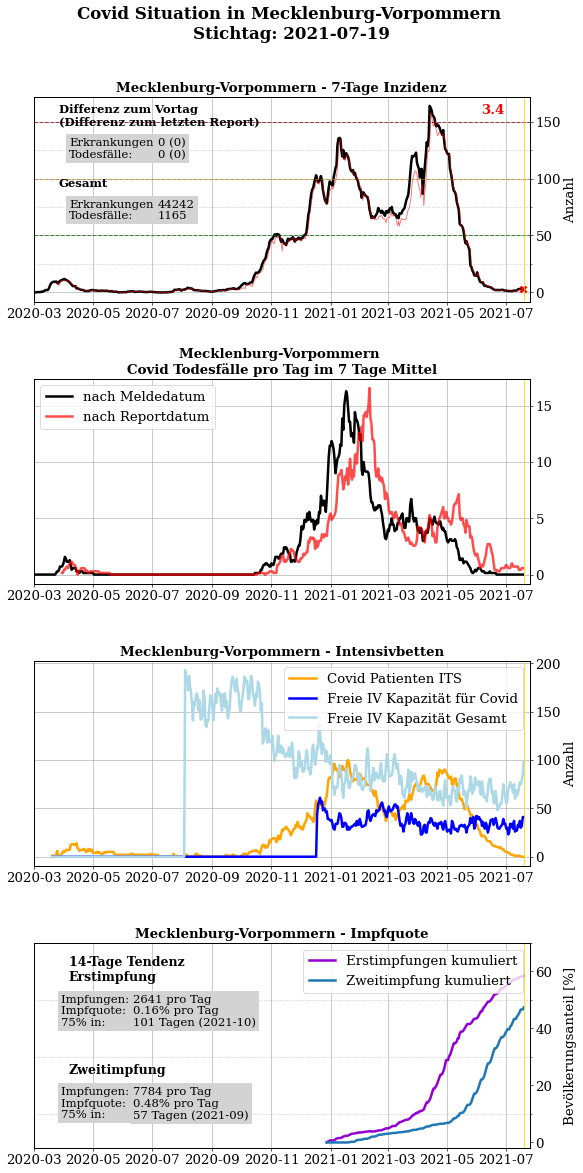 Covid Situation in Mecklenburg-Vorpommern
Stichtag: 2021-07-19
Mecklenburg-Vorpommern - 7-Tage Inzidenz
Differenz zum Vortag
(Differenz zum letzten Report)
3.4
Erkrankungen 0 (0)
Todesfälle: 0 (0)
Gesamt
Erkrankungen 44242
Todesfälle: 1165
150
100
50
0
Anzahl
2020-03 2020-05 2020-07 2020-09 2020-11 2021-01 2021-03 2021-05 2021-07
Mecklenburg-Vorpommern
Covid Todesfälle pro Tag im 7 Tage Mittel
nach Meldedatum
nach Reportdatum
15
10
5
0
2020-03 2020-05 2020-07 2020-09 2020-11 2021-01 2021-03 2021-05 2021-07
Mecklenburg-Vorpommern - Intensivbetten
Covid Patienten ITS
Freie IV Kapazität für Covid
Freie IV Kapazität Gesamt
200
150
100
50
0
Anzahl
2020-03 2020-05 2020-07 2020-09 2020-11 2021-01 2021-03 2021-05 2021-07
Mecklenburg-Vorpommern - Impfquote
14-Tage Tendenz
Erstimpfung
Impfungen: 2641 pro Tag
Impfquote: 0.16% pro Tag
75% in: 101 Tagen (2021-10)
Zweitimpfung
Impfungen: 7784 pro Tag
Impfquote: 0.48% pro Tag
75% in: 57 Tagen (2021-09)
Erstimpfungen kumuliert
Zweitimpfung kumuliert
60
40
20
0
Bevölkerungsanteil [%]
2020-03 2020-05 2020-07 2020-09 2020-11 2021-01 2021-03 2021-05 2021-07